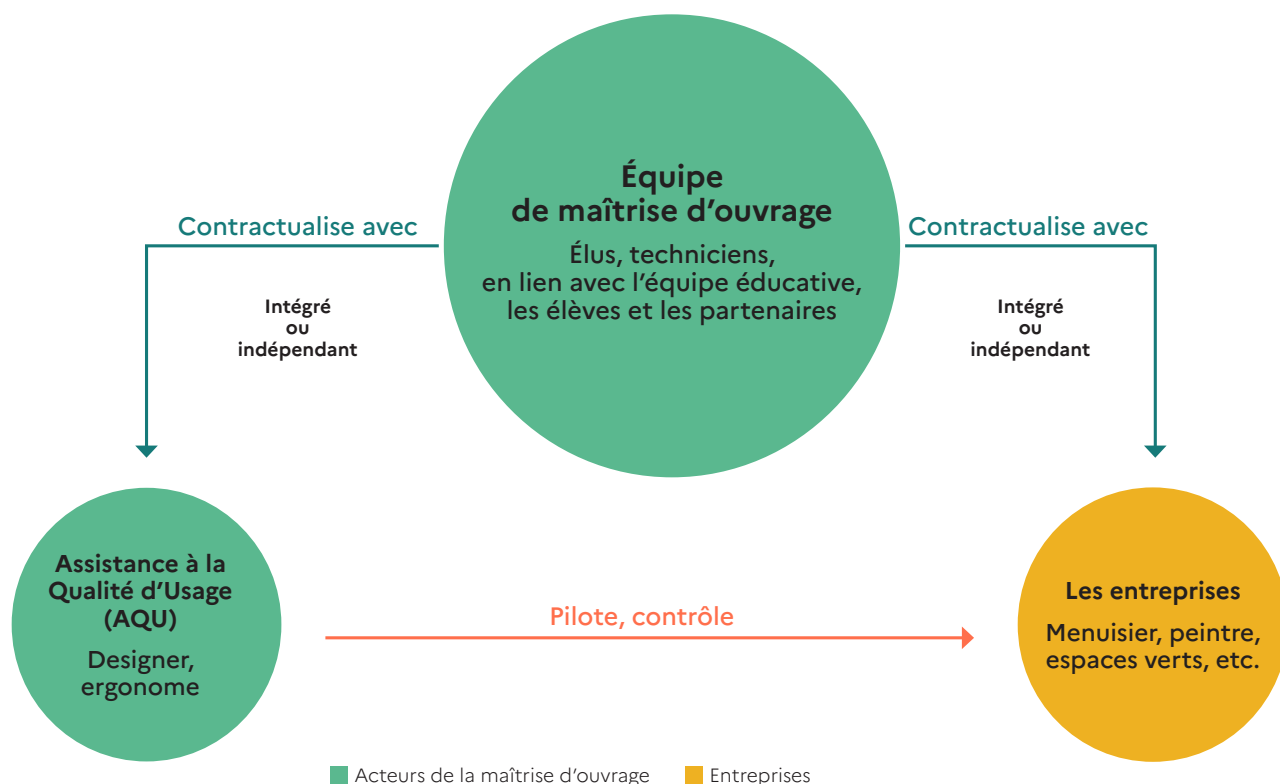 Équipe
de maîtrise d'ouvrage
Élus, techniciens,
en lien avec l'équipe éducative,
les élèves et les partenaires
Contractualise avec
Intégré
ou
indépendant
Contractualise avec
Intégré
ou
indépendant
Assistance à la
Qualité d'Usage
(AQU)
Designer,
ergonome
Pilote, contrôle
Les entreprises
Menuisier, peintre,
espaces verts, etc.
Acteurs de la maîtrise d'ouvrage
Entreprises